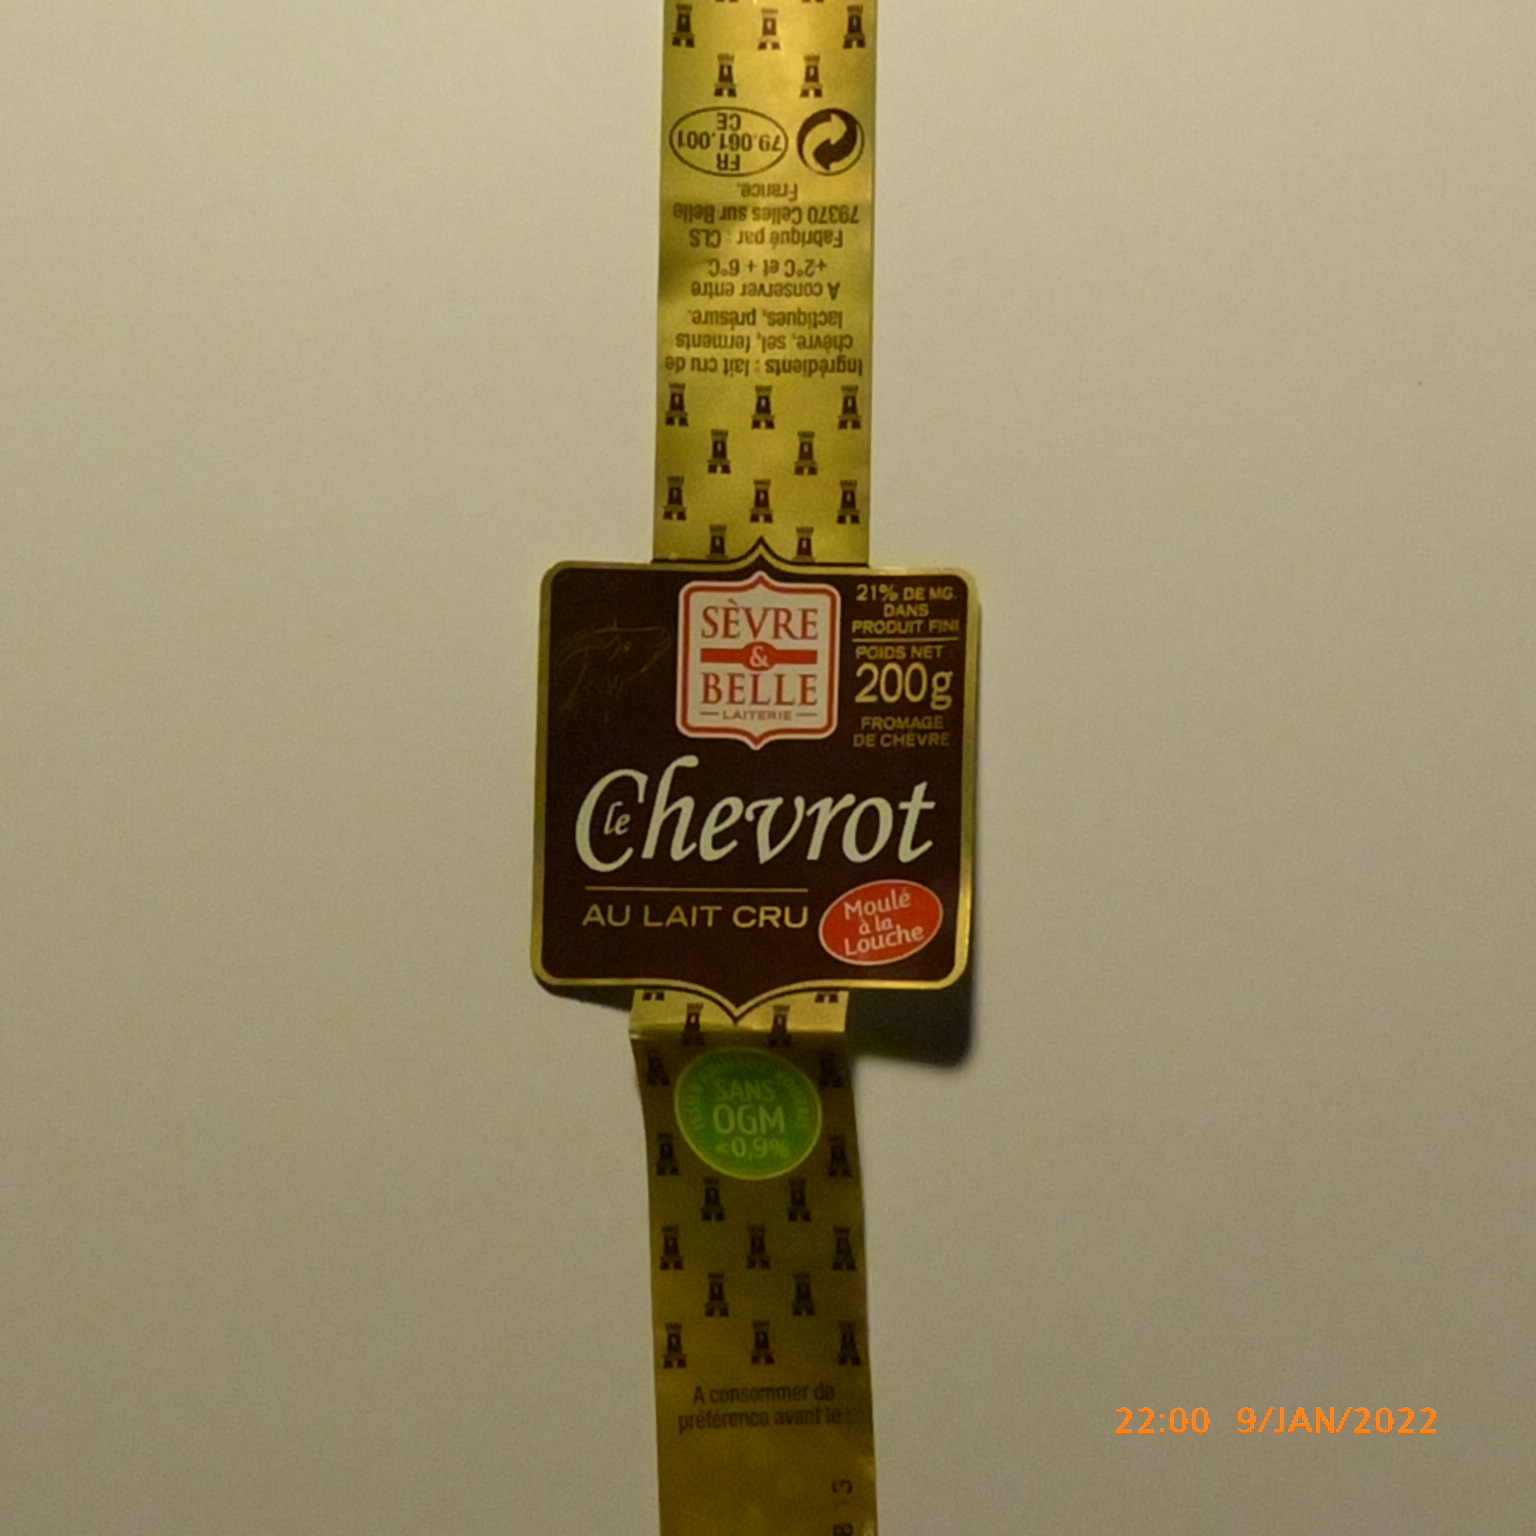 Ingrédients : lait cru de
chèvre, sel, ferments
lactiques, présure.
A conserver entre
+2°C et + 6°C.
Fabriqué par : CLS
79370 Celles sur Belle
France.
FR
79.061.001
CE
SÈVRE
&
BELLE
LAITERIE
21% DE MG.
DANS
PRODUIT FINI
POIDS NET
200g
FROMAGE
DE CHÈVRE
le Chevrot
AU LAIT CRU
Moulé
à la
Louche
SANS
OGM
<0,9%
A consommer de
préférence avant le :
22:00 9/JAN/2022